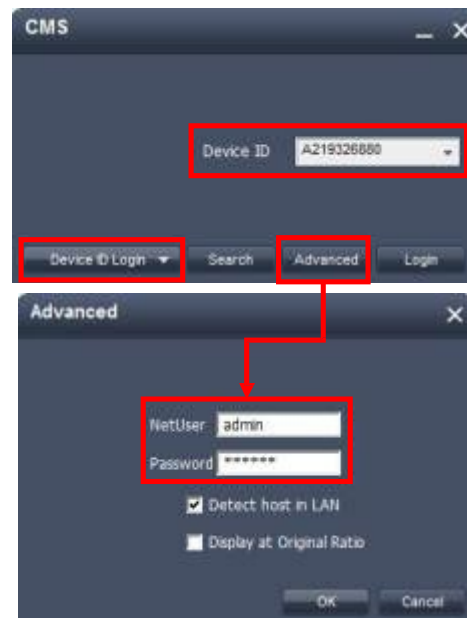 CMS
Device ID A219326880
Device ID Login Search Advanced Login
Advanced
NetUser admin
Password ******
Detect host in LAN
Display at Original Ratio
OK Cancel